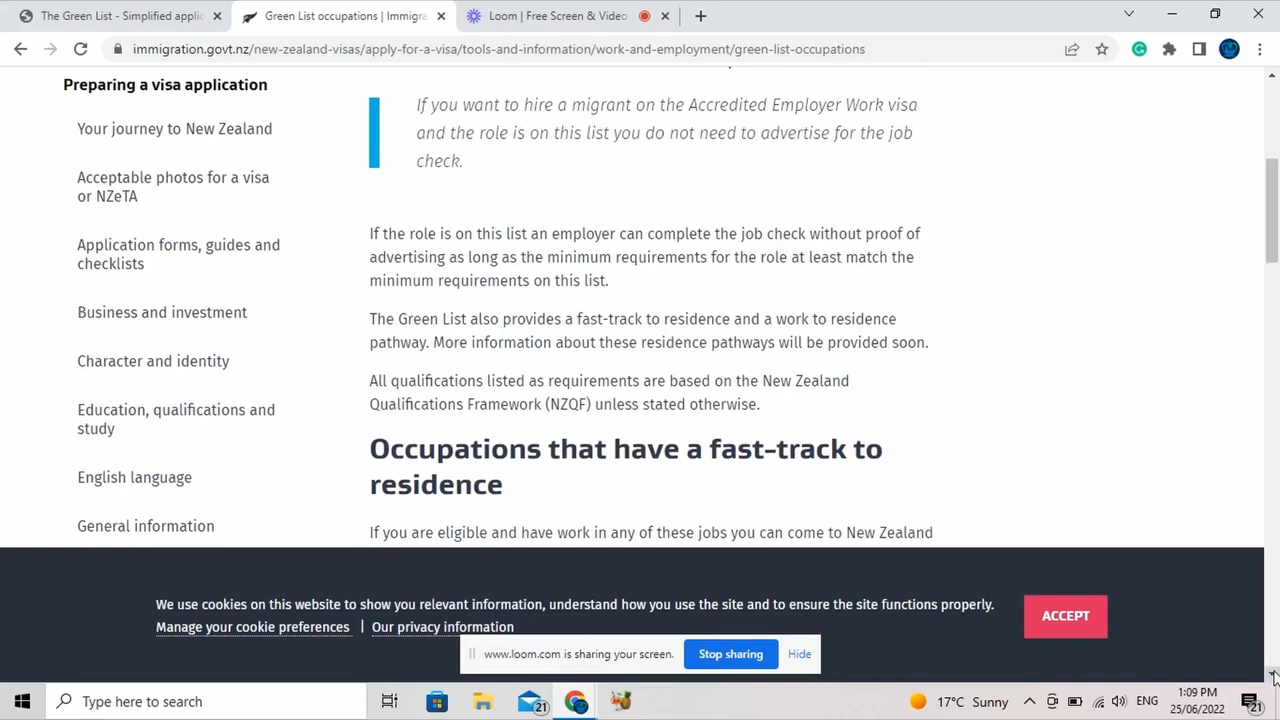 The Green List - Simplified applic
Green List occupations | Immigra
Loom | Free Screen & Video
immigration.govt.nz/new-zealand-visas/apply-for-a-visa/tools-and-information/work-and-employment/green-list-occupations
Preparing a visa application
Your journey to New Zealand
Acceptable photos for a visa
or NZeTA
Application forms, guides and
checklists
Business and investment
Character and identity
Education, qualifications and
study
English language
General information
If you want to hire a migrant on the Accredited Employer Work visa
and the role is on this list you do not need to advertise for the job
check.
If the role is on this list an employer can complete the job check without proof of
advertising as long as the minimum requirements for the role at least match the
minimum requirements on this list.
The Green List also provides a fast-track to residence and a work to residence
pathway. More information about these residence pathways will be provided soon.
All qualifications listed as requirements are based on the New Zealand
Qualifications Framework (NZQF) unless stated otherwise.
Occupations that have a fast-track to
residence
If you are eligible and have work in any of these jobs you can come to New Zealand
We use cookies on this website to show you relevant information, understand how you use the site and to ensure the site functions properly.
Manage your cookie preferences | Our privacy information
ACCEPT
www.loom.com is sharing your screen.
Stop sharing
Hide
Type here to search
21
17°C Sunny
ENG
1:09 PM
25/06/2022
21